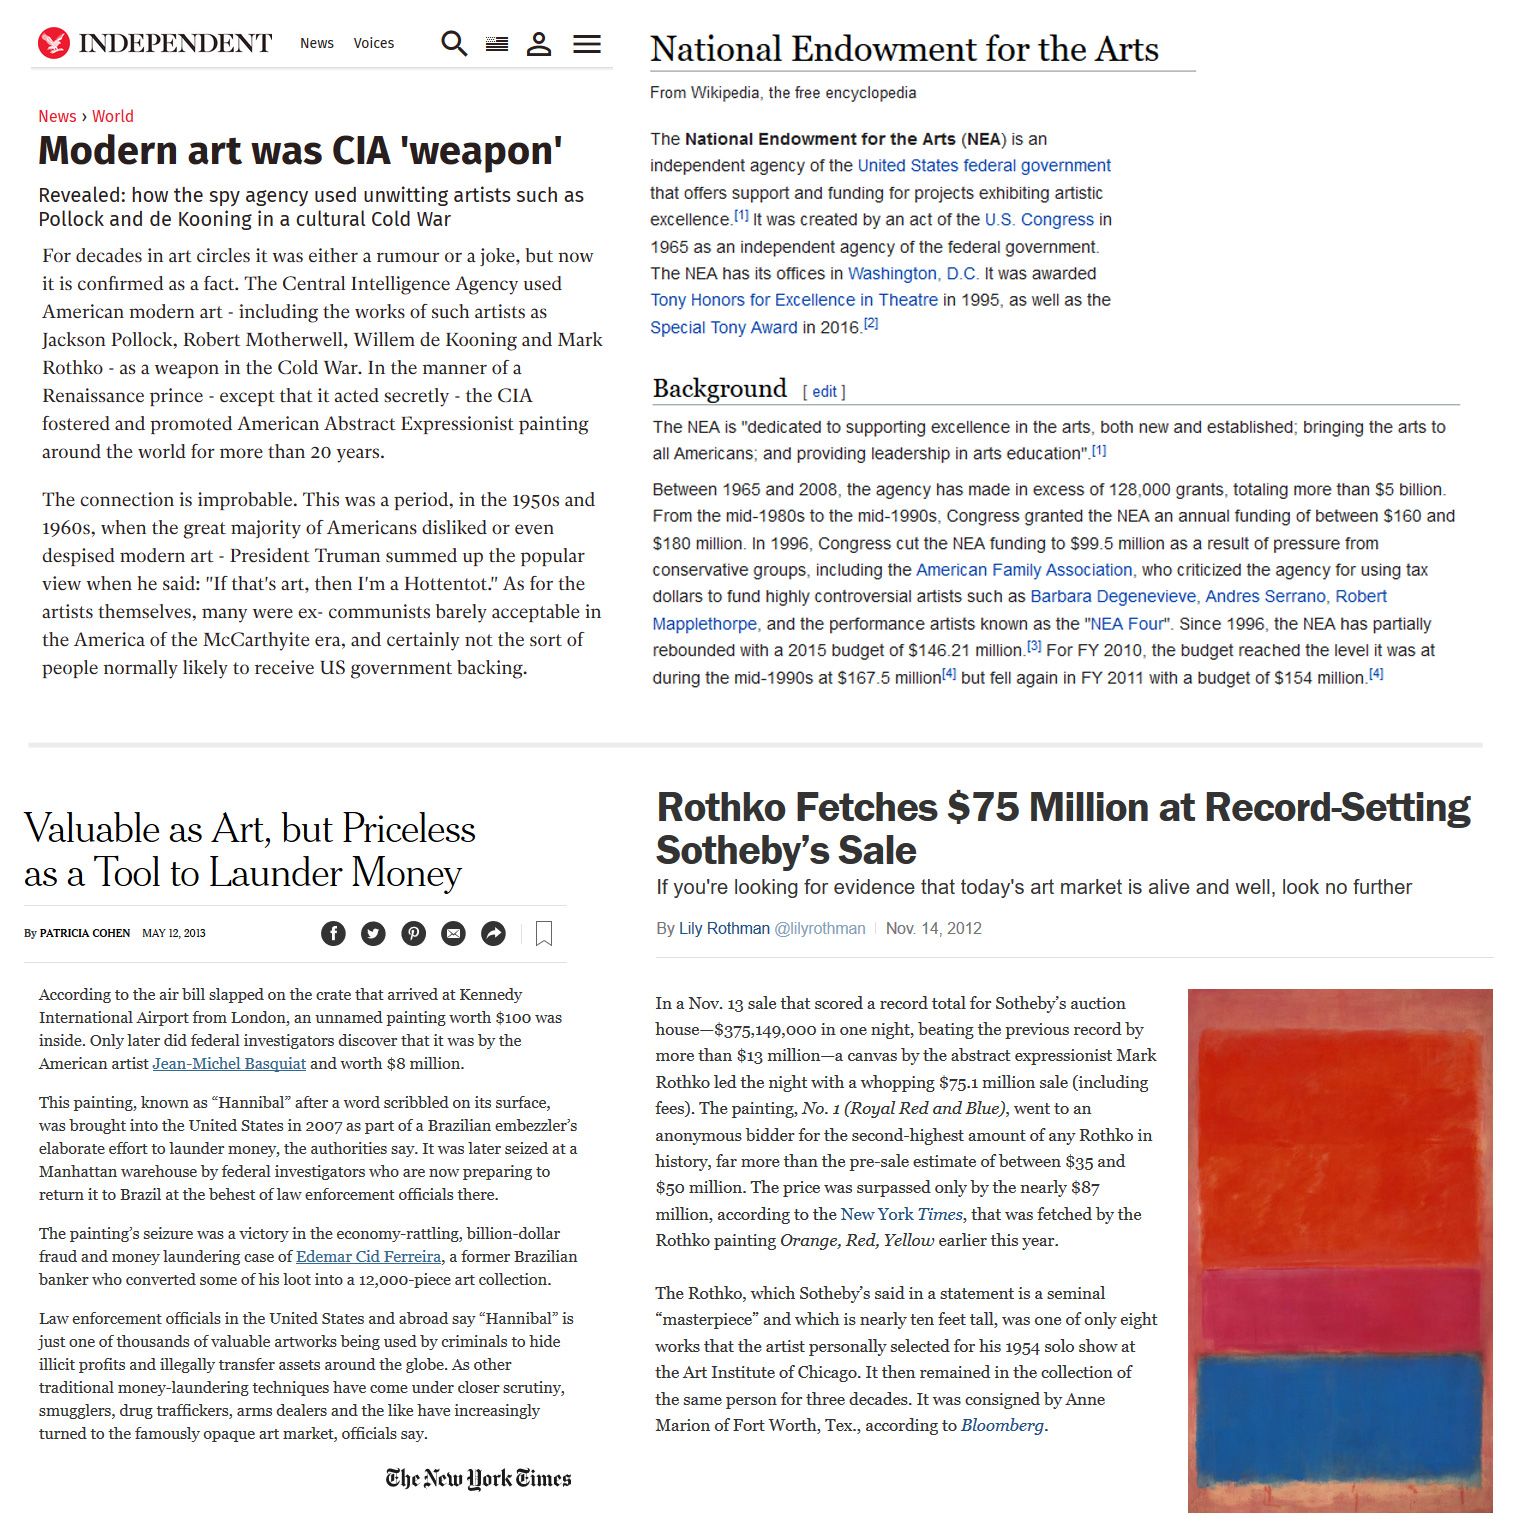 INDEPENDENT News Voices
News › World
Modern art was CIA 'weapon'
Revealed: how the spy agency used unwitting artists such as
Pollock and de Kooning in a cultural Cold War
For decades in art circles it was either a rumour or a joke, but now
it is confirmed as a fact. The Central Intelligence Agency used
American modern art - including the works of such artists as
Jackson Pollock, Robert Motherwell, Willem de Kooning and Mark
Rothko - as a weapon in the Cold War. In the manner of a
Renaissance prince - except that it acted secretly - the CIA
fostered and promoted American Abstract Expressionist painting
around the world for more than 20 years.
The connection is improbable. This was a period, in the 1950s and
1960s, when the great majority of Americans disliked or even
despised modern art - President Truman summed up the popular
view when he said: "If that's art, then I'm a Hottentot." As for the
artists themselves, many were ex- communists barely acceptable in
the America of the McCarthyite era, and certainly not the sort of
people normally likely to receive US government backing.
National Endowment for the Arts
From Wikipedia, the free encyclopedia
The National Endowment for the Arts (NEA) is an
independent agency of the United States federal government
that offers support and funding for projects exhibiting artistic
excellence.[1] It was created by an act of the U.S. Congress in
1965 as an independent agency of the federal government.
The NEA has its offices in Washington, D.C. It was awarded
Tony Honors for Excellence in Theatre in 1995, as well as the
Special Tony Award in 2016.[2]
Background [ edit ]
The NEA is "dedicated to supporting excellence in the arts, both new and established; bringing the arts to
all Americans; and providing leadership in arts education".[1]
Between 1965 and 2008, the agency has made in excess of 128,000 grants, totaling more than $5 billion.
From the mid-1980s to the mid-1990s, Congress granted the NEA an annual funding of between $160 and
$180 million. In 1996, Congress cut the NEA funding to $99.5 million as a result of pressure from
conservative groups, including the American Family Association, who criticized the agency for using tax
dollars to fund highly controversial artists such as Barbara Degenevieve, Andres Serrano, Robert
Mapplethorpe, and the performance artists known as the "NEA Four". Since 1996, the NEA has partially
rebounded with a 2015 budget of $146.21 million.[3] For FY 2010, the budget reached the level it was at
during the mid-1990s at $167.5 million[4] but fell again in FY 2011 with a budget of $154 million.[4]
Valuable as Art, but Priceless
as a Tool to Launder Money
By PATRICIA COHEN MAY 12, 2013
According to the air bill slapped on the crate that arrived at Kennedy
International Airport from London, an unnamed painting worth $100 was
inside. Only later did federal investigators discover that it was by the
American artist Jean-Michel Basquiat and worth $8 million.
This painting, known as “Hannibal” after a word scribbled on its surface,
was brought into the United States in 2007 as part of a Brazilian embezzler’s
elaborate effort to launder money, the authorities say. It was later seized at a
Manhattan warehouse by federal investigators who are now preparing to
return it to Brazil at the behest of law enforcement officials there.
The painting’s seizure was a victory in the economy-rattling, billion-dollar
fraud and money laundering case of Edemar Cid Ferreira, a former Brazilian
banker who converted some of his loot into a 12,000-piece art collection.
Law enforcement officials in the United States and abroad say “Hannibal” is
just one of thousands of valuable artworks being used by criminals to hide
illicit profits and illegally transfer assets around the globe. As other
traditional money-laundering techniques have come under closer scrutiny,
smugglers, drug traffickers, arms dealers and the like have increasingly
turned to the famously opaque art market, officials say.
The New York Times
Rothko Fetches $75 Million at Record-Setting
Sotheby’s Sale
If you're looking for evidence that today's art market is alive and well, look no further
By Lily Rothman @lilyrothman Nov. 14, 2012
In a Nov. 13 sale that scored a record total for Sotheby’s auction
house—$375,149,000 in one night, beating the previous record by
more than $13 million—a canvas by the abstract expressionist Mark
Rothko led the night with a whopping $75.1 million sale (including
fees). The painting, No. 1 (Royal Red and Blue), went to an
anonymous bidder for the second-highest amount of any Rothko in
history, far more than the pre-sale estimate of between $35 and
$50 million. The price was surpassed only by the nearly $87
million, according to the New York Times, that was fetched by the
Rothko painting Orange, Red, Yellow earlier this year.
The Rothko, which Sotheby’s said in a statement is a seminal
“masterpiece” and which is nearly ten feet tall, was one of only eight
works that the artist personally selected for his 1954 solo show at
the Art Institute of Chicago. It then remained in the collection of
the same person for three decades. It was consigned by Anne
Marion of Fort Worth, Tex., according to Bloomberg.